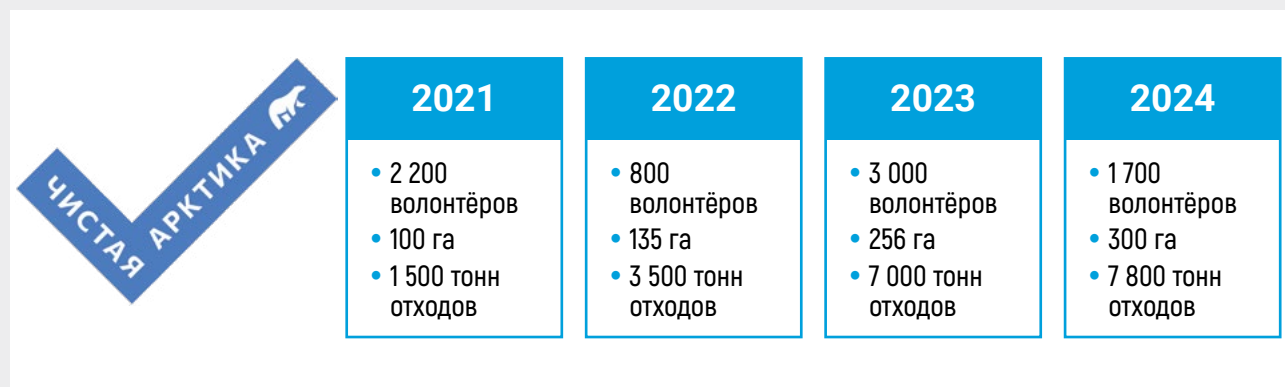 ЧИСТАЯ
АРКТИКА
2021
• 2 200
волонтёров
• 100 га
• 1 500 тонн
отходов
2022
• 800
волонтёров
• 135 га
• 3 500 тонн
отходов
2023
• 3 000
волонтёров
• 256 га
• 7 000 тонн
отходов
2024
• 1 700
волонтёров
• 300 га
• 7 800 тонн
отходов